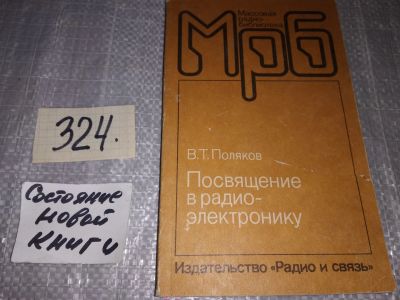 324.
Состояние
новой
книги
Массовая
радио-
библиотека
Мрб
В.Т. Поляков
Посвящение
в радио-
электронику
Издательство «Радио и связь»